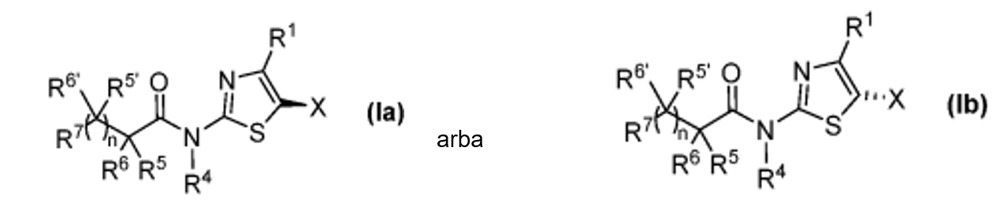 R¹ R¹
R⁶' R⁵' O N X (Ia) R⁶' R⁵' O N X (Ib)
R⁷ ( )n N S arba R⁷ ( )n N S
R⁶ R⁵ R⁴ R⁶ R⁵ R⁴